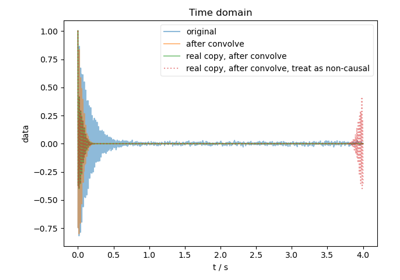 Time domain
original
after convolve
real copy, after convolve
real copy, after convolve, treat as non-causal
data
1.00
0.75
0.50
0.25
0.00
−0.25
−0.50
−0.75
0.0 0.5 1.0 1.5 2.0 2.5 3.0 3.5 4.0
t / s